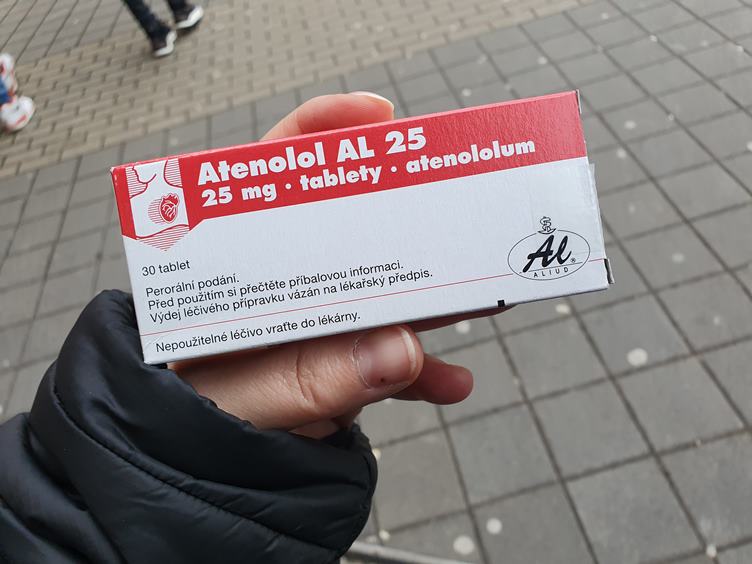 Atenolol AL 25
25 mg · tablety · atenololum
30 tablet
Perorální podání.
Před použitím si přečtěte příbalovou informaci.
Výdej léčivého přípravku vázán na lékařský předpis.
Nepoužitelné léčivo vraťte do lékárny.
Al®
ALIUD